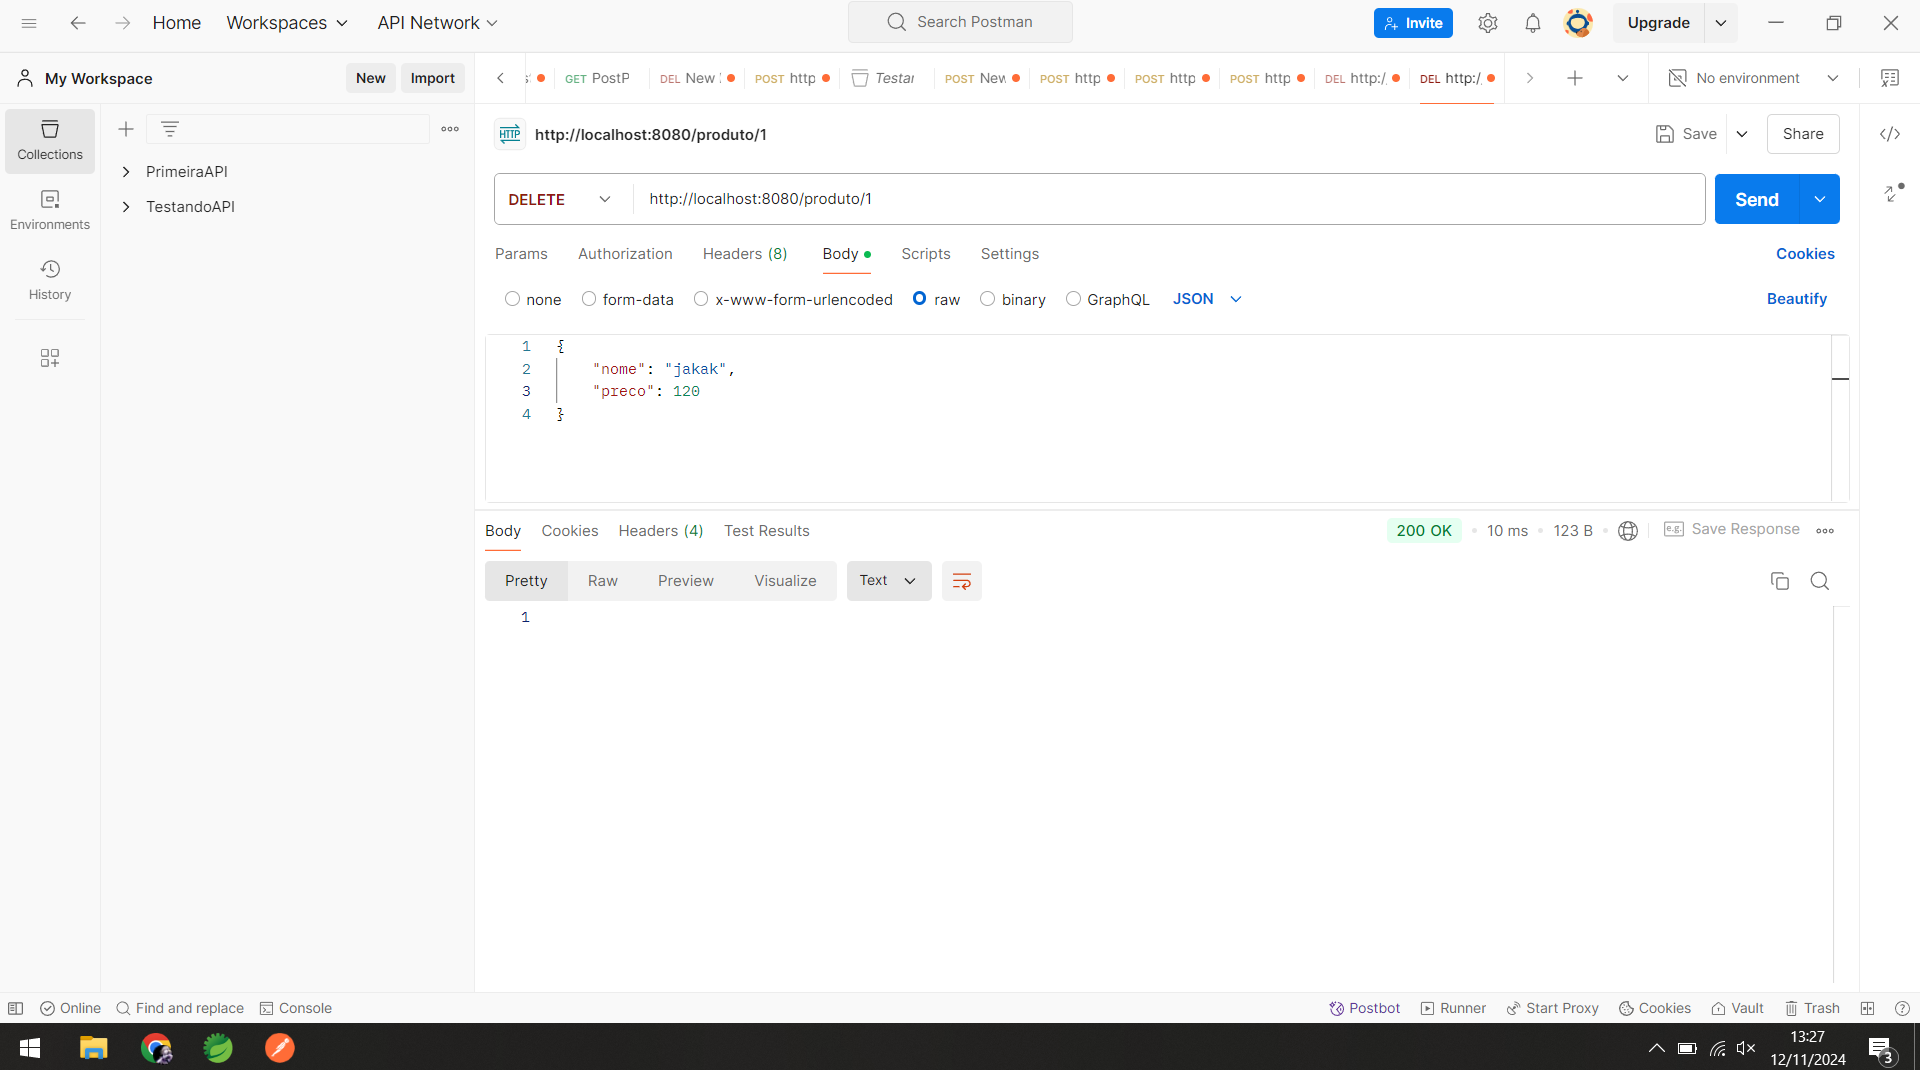 Home
Workspaces
API Network
Search Postman
Invite
Upgrade
My Workspace
New
Import
GET PostP
DEL New
POST http
Testar
POST New
POST http
POST http
POST http
DEL http:/
DEL http:/
No environment
Collections
Environments
History
PrimeiraAPI
TestandoAPI
HTTP
http://localhost:8080/produto/1
Save
Share
DELETE
http://localhost:8080/produto/1
Send
Params
Authorization
Headers (8)
Body
Scripts
Settings
Cookies
none
form-data
x-www-form-urlencoded
raw
binary
GraphQL
JSON
Beautify
1 {
2 "nome": "jakak",
3 "preco": 120
4 }
Body
Cookies
Headers (4)
Test Results
200 OK
10 ms
123 B
e.g.
Save Response
Pretty
Raw
Preview
Visualize
Text
1
Online
Find and replace
Console
Postbot
Runner
Start Proxy
Cookies
Vault
Trash
13:27
12/11/2024
3